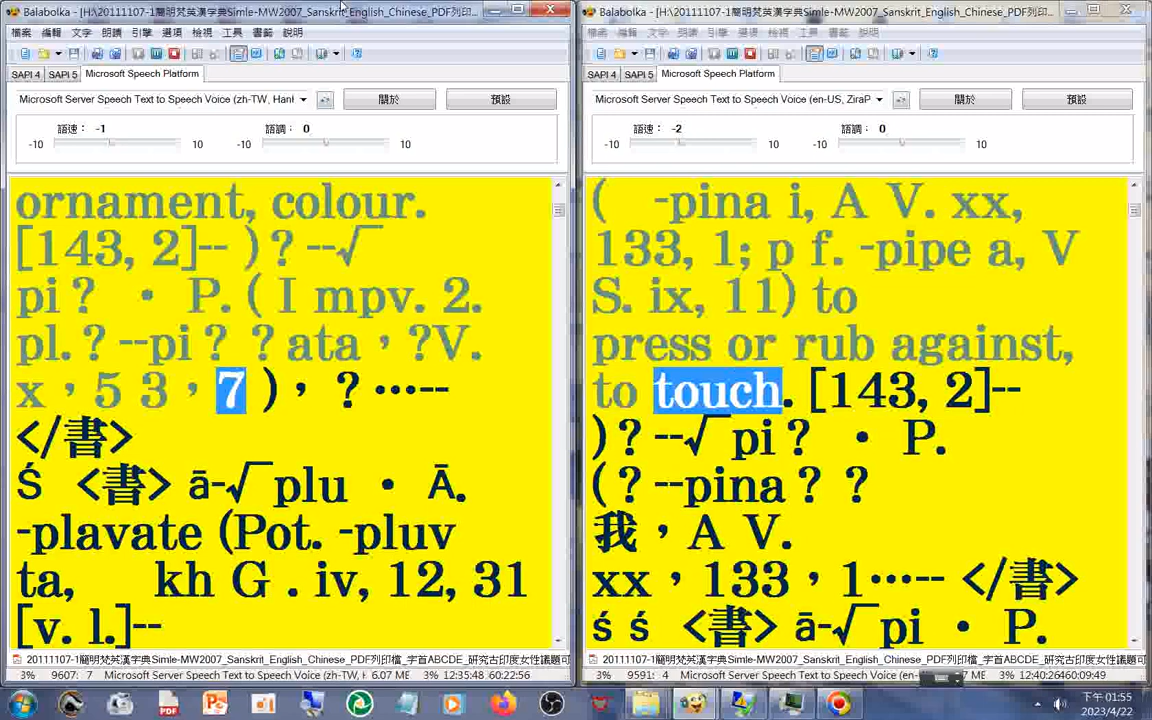 Balabolka - [H:\20111107-1簡明梵英漢字典Simle-MW2007_Sanskrit_English_Chinese_PDF列印...
檔案 編輯 文字 朗讀 引擎 選項 檢視 工具 書籤 說明
SAPI 4 SAPI 5 Microsoft Speech Platform
Microsoft Server Speech Text to Speech Voice (zh-TW, Hanl
關於 預設
語速: -1 語調: 0
-10 10 -10 10
ornament, colour.
[143, 2]-- ) ? --√
pi ? • P. ( I mpv. 2.
pl. ? --pi ? ? ata , ?V.
x , 5 3 , 7 ) , ? …--
</書>
Ś <書> ā-√plu • Ā.
-plavate (Pot. -pluv
ta, kh G . iv, 12, 31
[v. l.]--
20111107-1簡明梵英漢字典Simle-MW2007_Sanskrit_English_Chinese_PDF列印檔_字首ABCDE_研究古印度女性議題可
3% 9607: 7 Microsoft Server Speech Text to Speech Voice (zh-TW, H 6.07 ME 3% 12:35:48 60:22:56
Balabolka - [H:\20111107-1簡明梵英漢字典Simle-MW2007_Sanskrit_English_Chinese_PDF列印...
檔案 編輯 文字 朗讀 引擎 選項 檢視 工具 書籤 說明
SAPI 4 SAPI 5 Microsoft Speech Platform
Microsoft Server Speech Text to Speech Voice (en-US, ZiraP
關於 預設
語速: -2 語調: 0
-10 10 -10 10
( -pina i, A V. xx,
133, 1; p f. -pipe a, V
S. ix, 11) to
press or rub against,
to touch. [143, 2]--
) ? --√pi ? • P.
( ? --pina ? ?
我 , A V.
xx , 133 , 1…-- </書>
ś ś <書> ā-√pi • P.
20111107-1簡明梵英漢字典Simle-MW2007_Sanskrit_English_Chinese_PDF列印檔_字首ABCDE_研究古印度女性議題可
3% 9591: 4 Microsoft Server Speech Text to Speech Voice 3% 12:40:26 460:09:49
下午 01:55
2023/4/22